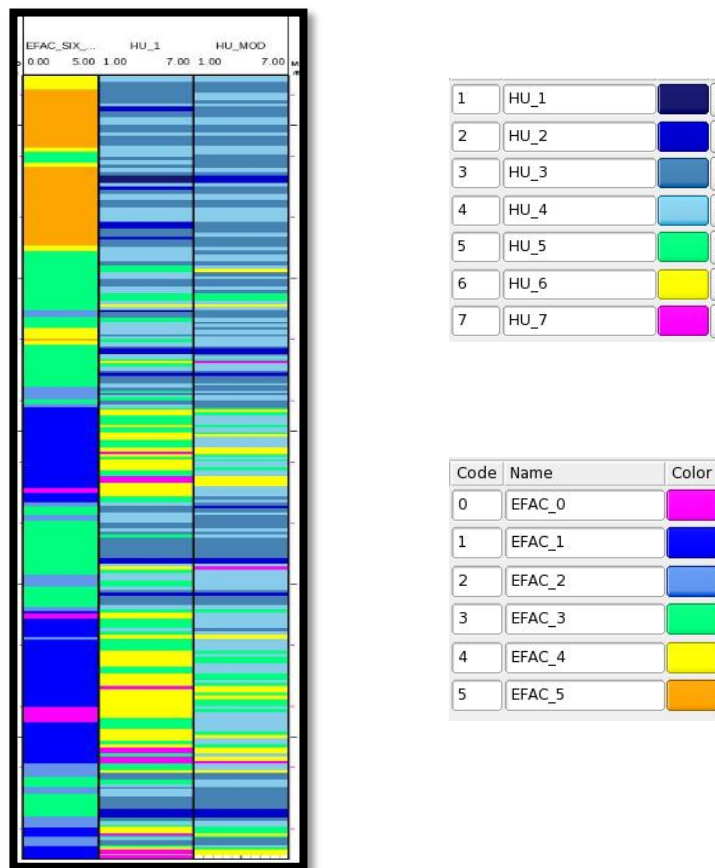 EFAC_SIX_... HU_1 HU_MOD
0.00 5.00 1.00 7.00 1.00 7.00
1 HU_1
2 HU_2
3 HU_3
4 HU_4
5 HU_5
6 HU_6
7 HU_7
Code Name Color
0 EFAC_0
1 EFAC_1
2 EFAC_2
3 EFAC_3
4 EFAC_4
5 EFAC_5